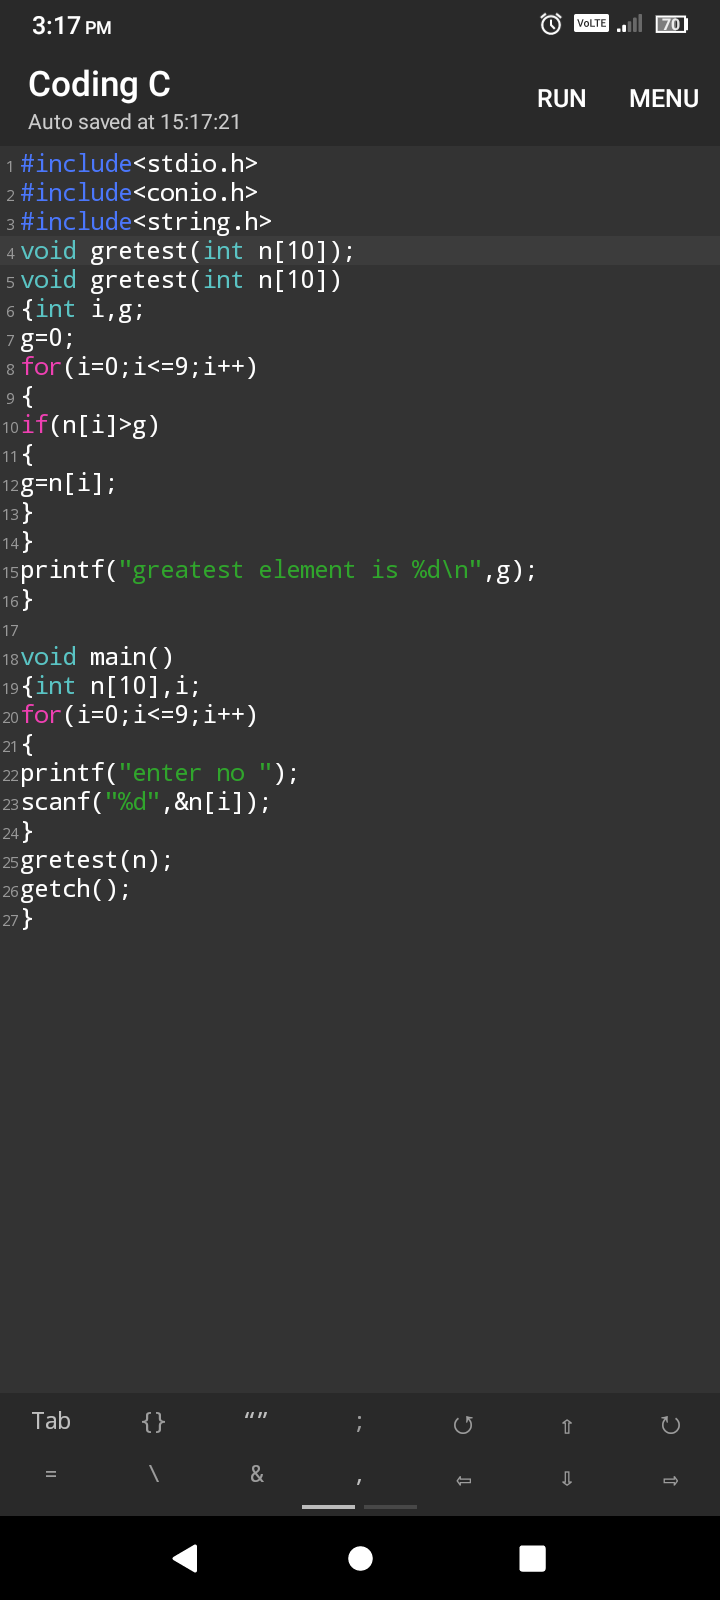 3:17 PM
VoLTE
70
Coding C
RUN MENU
Auto saved at 15:17:21
1 #include<stdio.h>
2 #include<conio.h>
3 #include<string.h>
4 void gretest(int n[10]);
5 void gretest(int n[10])
6 {int i,g;
7 g=0;
8 for(i=0;i<=9;i++)
9 {
10 if(n[i]>g)
11 {
12 g=n[i];
13 }
14 }
15 printf("greatest element is %d\n",g);
16 }
17
18 void main()
19 {int n[10],i;
20 for(i=0;i<=9;i++)
21 {
22 printf("enter no ");
23 scanf("%d",&n[i]);
24 }
25 gretest(n);
26 getch();
27 }
Tab {} “” ; ↺ ⇧ ↻
= \ & , ⇦ ⇩ ⇨